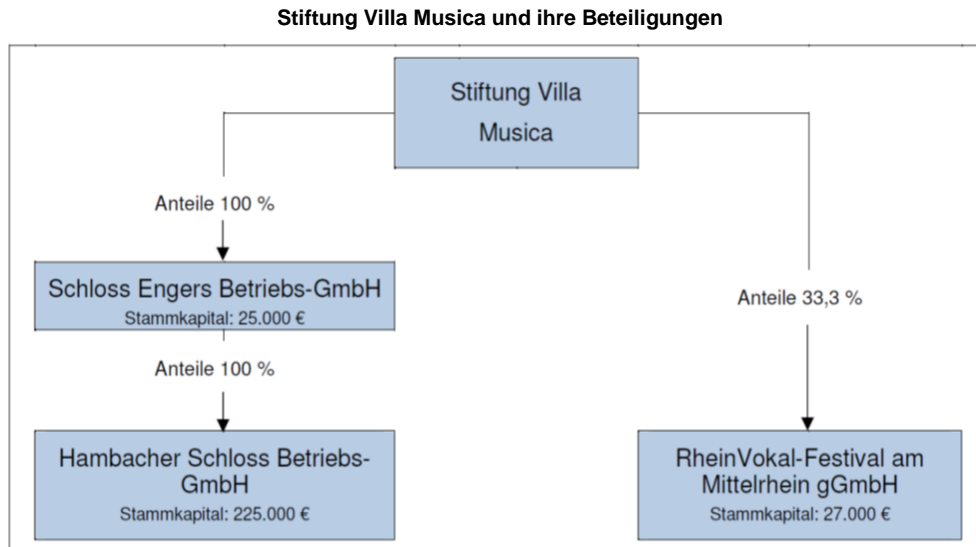 Stiftung Villa Musica und ihre Beteiligungen
Stiftung Villa
Musica
Anteile 100 %
Schloss Engers Betriebs-GmbH
Stammkapital: 25.000 €
Anteile 100 %
Hambacher Schloss Betriebs-
GmbH
Stammkapital: 225.000 €
Anteile 33,3 %
RheinVokal-Festival am
Mittelrhein gGmbH
Stammkapital: 27.000 €